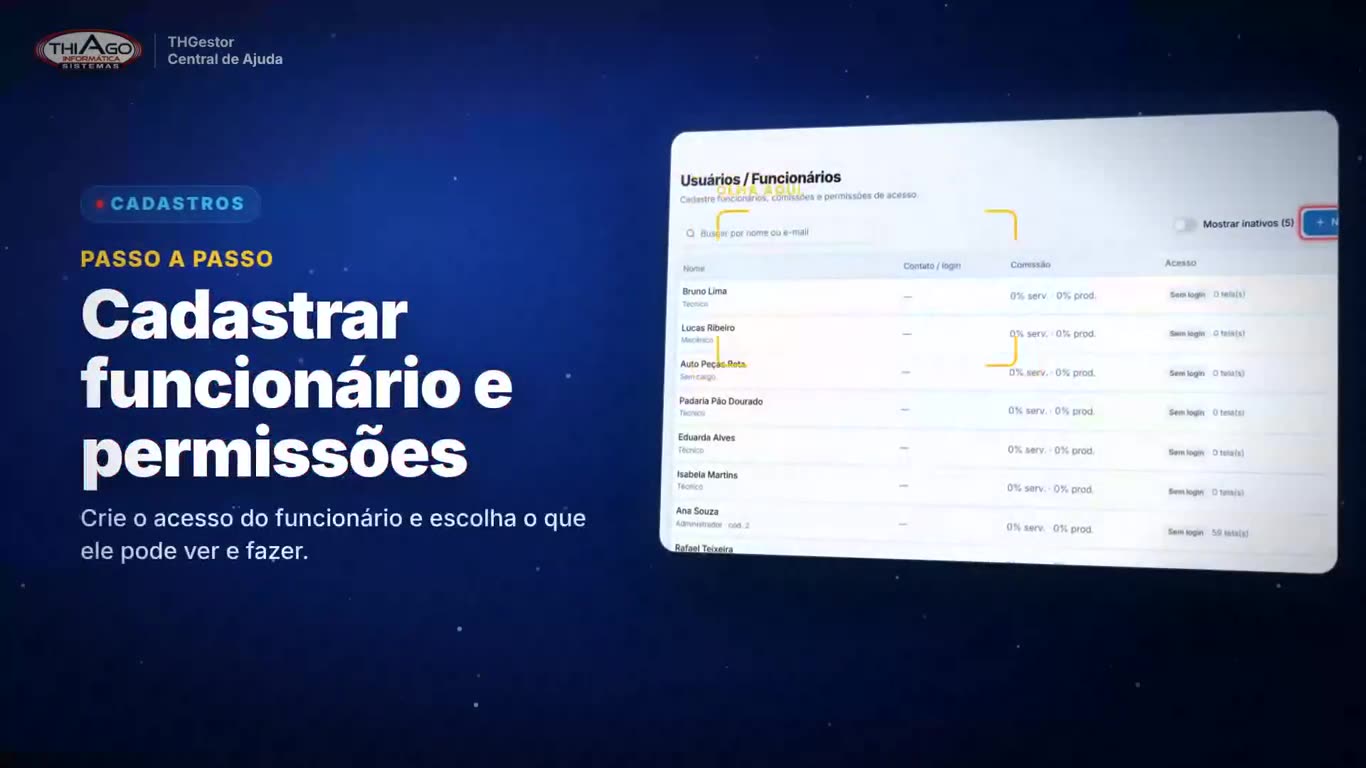 THIAGO
INFORMÁTICA
SISTEMAS
THGestor
Central de Ajuda
CADASTROS
PASSO A PASSO
Cadastrar
funcionário e
permissões
Crie o acesso do funcionário e escolha o que
ele pode ver e fazer.
Usuários / Funcionários
OLHA AQUI
Cadastre funcionários, comissões e permissões de acesso.
Buscar por nome ou e-mail
Mostrar inativos (5)
+ N
Nome Contato / login Comissão Acesso
Bruno Lima — 0% serv. · 0% prod. Sem login 0 tela(s)
Técnico
Lucas Ribeiro — 0% serv. · 0% prod. Sem login 0 tela(s)
Mecânico
Auto Peças Rota — 0% serv. · 0% prod. Sem login 0 tela(s)
Sem cargo
Padaria Pão Dourado — 0% serv. · 0% prod. Sem login 0 tela(s)
Técnico
Eduarda Alves — 0% serv. · 0% prod. Sem login 0 tela(s)
Técnico
Isabela Martins — 0% serv. · 0% prod. Sem login 0 tela(s)
Técnico
Ana Souza — 0% serv. · 0% prod. Sem login 59 tela(s)
Administrador · cód. 2
Rafael Teixeira